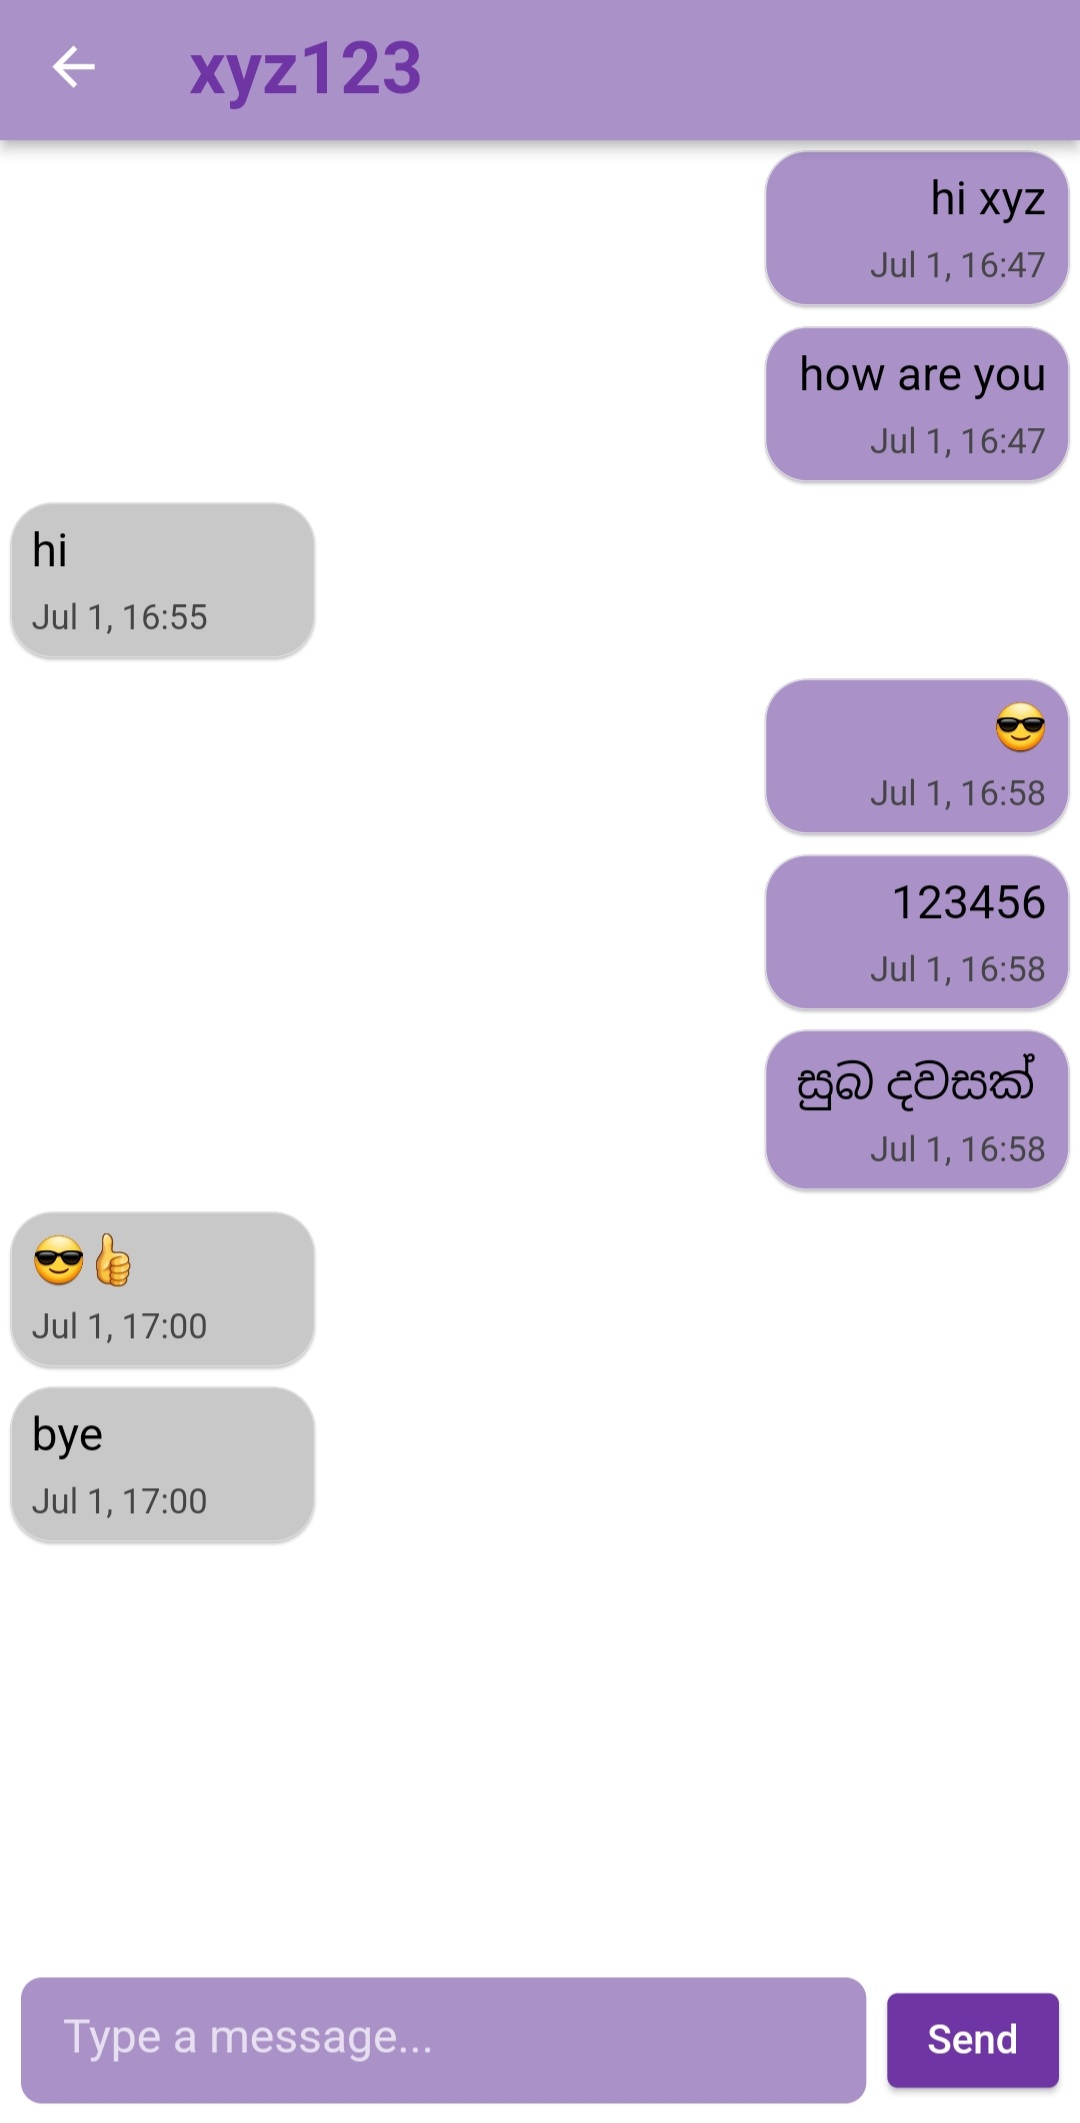 xyz123
hi xyz
Jul 1, 16:47
how are you
Jul 1, 16:47
hi
Jul 1, 16:55
😎
Jul 1, 16:58
123456
Jul 1, 16:58
සුබ දවසක්
Jul 1, 16:58
😎👍
Jul 1, 17:00
bye
Jul 1, 17:00
Type a message...
Send